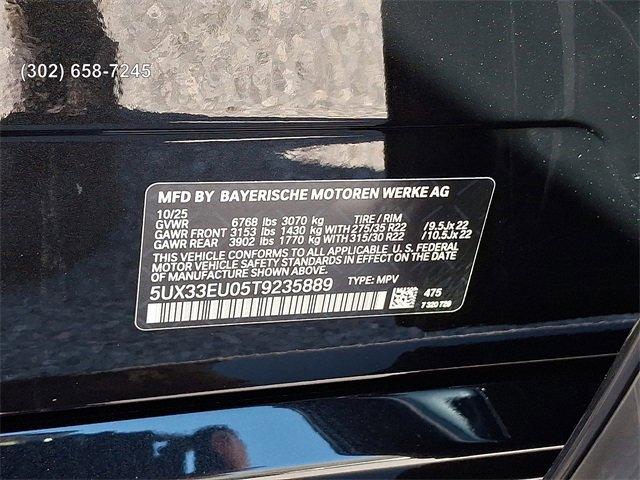 (302) 658-7245
MFD BY BAYERISCHE MOTOREN WERKE AG
10/25
GVWR 6768 lbs 3070 kg TIRE / RIM
GAWR FRONT 3153 lbs 1430 kg WITH 275/35 R22 /9.5Jx22
GAWR REAR 3902 lbs 1770 kg WITH 315/30 R22 /10.5Jx22
THIS VEHICLE CONFORMS TO ALL APPLICABLE U.S. FEDERAL
MOTOR VEHICLE SAFETY STANDARDS IN EFFECT ON THE
DATE OF MANUFACTURE SHOWN ABOVE.
5UX33EU05T9235889 TYPE: MPV
475
7 320 729